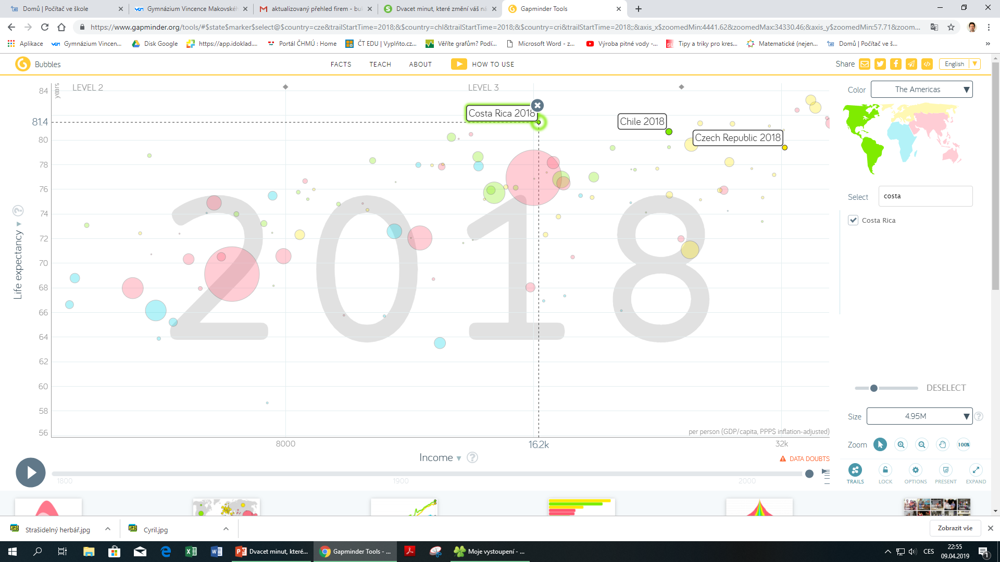 Domů | Počítač ve škole
Gymnázium Vincence Makovskéh
aktualizovaný přehled firem - bu
Dvacet minut, které změní váš ná
Gapminder Tools
https://www.gapminder.org/tools/#$state$marker$select@$country=cze&trailStartTime=2018;&$country=chl&trailStartTime=2018;&$country=cri&trailStartTime=2018;;&axis_x$zoomedMin:4441.62&zoomedMax:34330.46;&axis_y$zoomedMin:57.71&zoom...
Aplikace
Gymnázium Vincen...
Disk Google
https://app.idoklad....
Portál ČHMÚ : Home
ČT EDU | Vyplňto.cz...
Věříte grafům? Podí...
Microsoft Word - z...
Výroba pitné vody -...
Tipy a triky pro kres...
Matematické (nejen...
Domů | Počítač ve š...
»
Bubbles
FACTS
TEACH
ABOUT
HOW TO USE
Share
English
LEVEL 2
LEVEL 3
years
84
81.4
80
78
76
74
72
70
68
66
64
62
60
58
56
Life expectancy
2018
Costa Rica 2018
Chile 2018
Czech Republic 2018
per person (GDP/capita, PPP$ inflation-adjusted)
8000
16.2k
32k
Income
?
DATA DOUBTS
1800
1900
2000
Color
The Americas
Select
costa
Costa Rica
DESELECT
Size
4.95M
?
Zoom
100%
TRAILS
LOCK
OPTIONS
PRESENT
EXPAND
JPG
Strašidelný herbář.jpg
JPG
Cyril.jpg
Zobrazit vše
Dvacet minut, které...
Gapminder Tools - ...
Moje vystoupení - ...
CES
22:55
09.04.2019
1